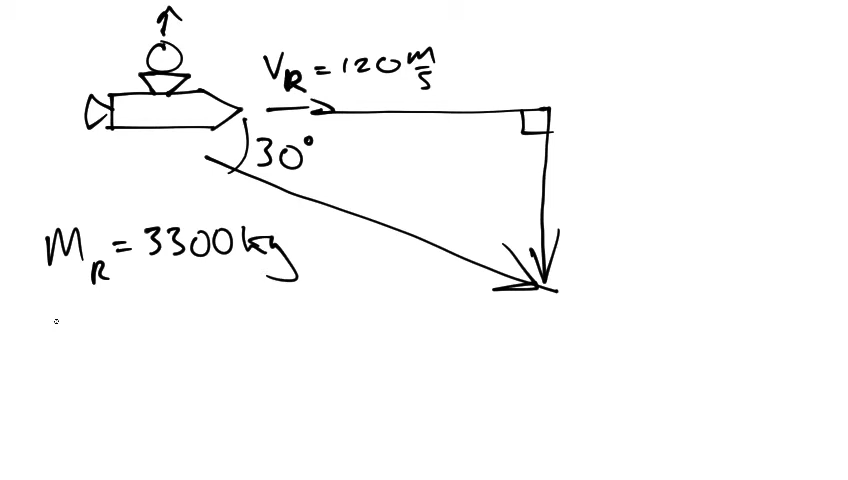 V_R = 120 m/s
30°
M_R = 3300 kg